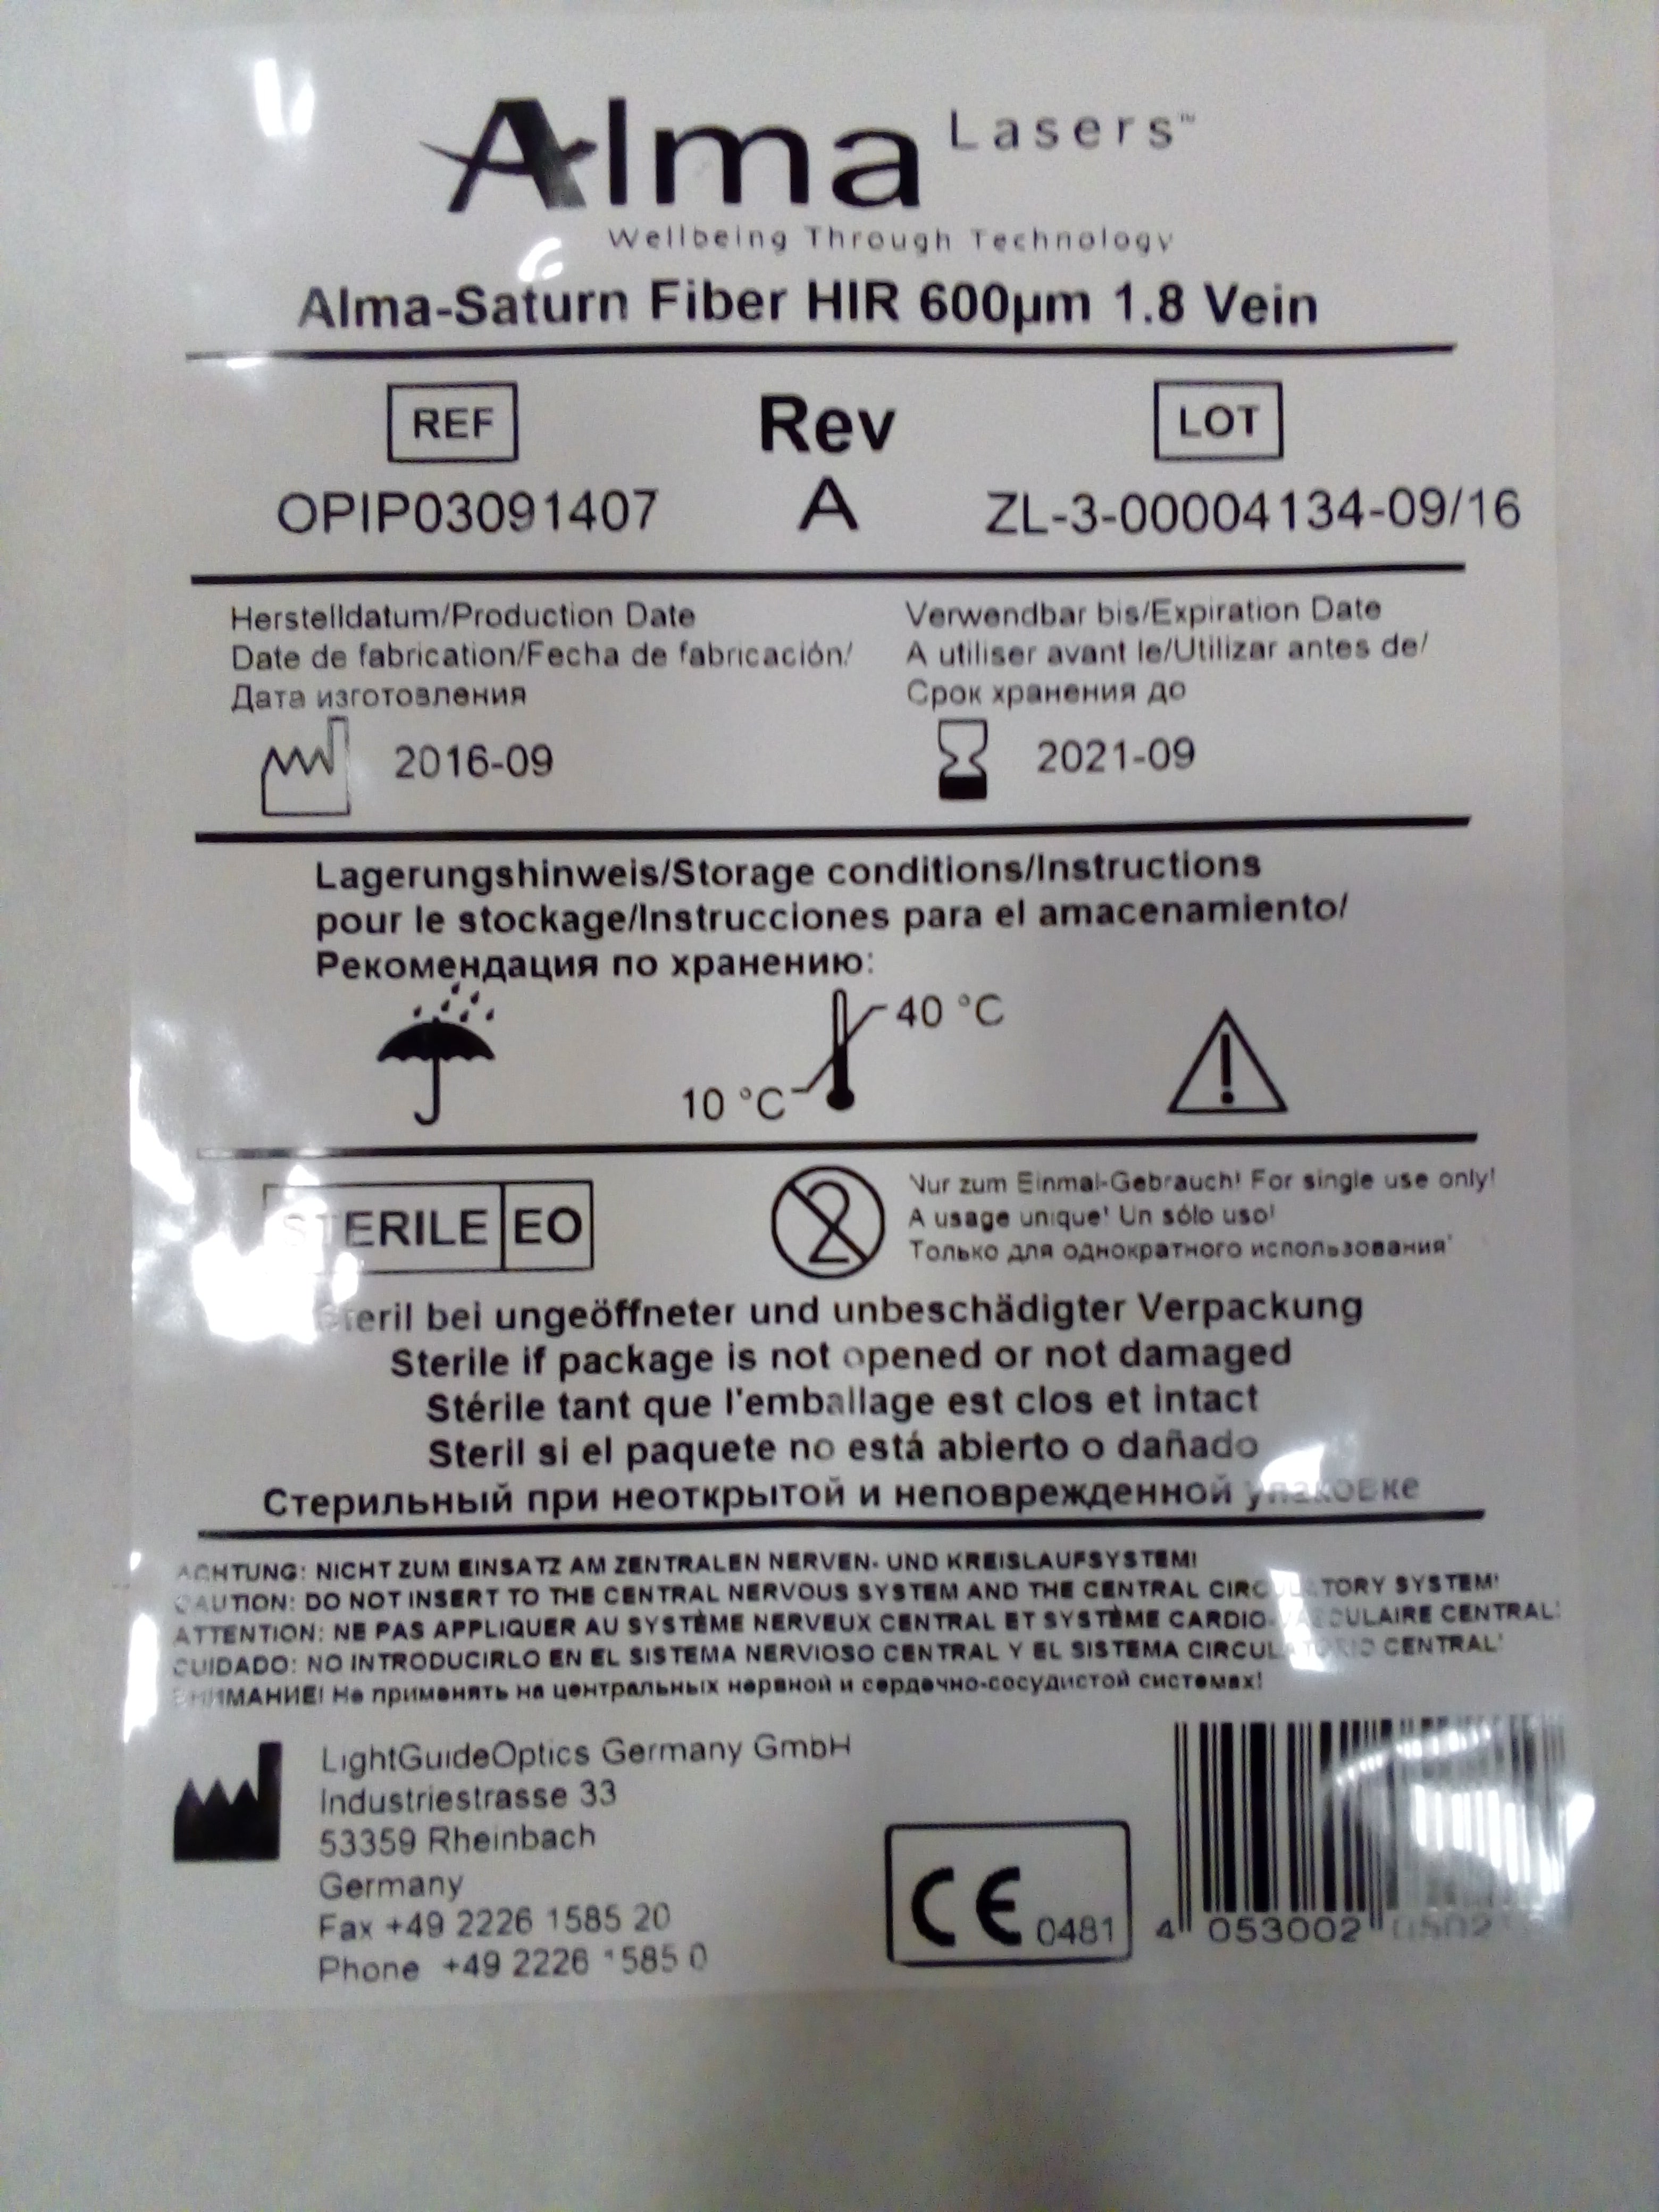 Alma Lasers™
Wellbeing Through Technology
Alma-Saturn Fiber HIR 600µm 1.8 Vein
REF Rev LOT
OPIP03091407 A ZL-3-00004134-09/16
Herstelldatum/Production Date
Date de fabrication/Fecha de fabricación/
Дата изготовления
2016-09
Verwendbar bis/Expiration Date
A utiliser avant le/Utilizar antes de/
Срок хранения до
2021-09
Lagerungshinweis/Storage conditions/Instructions
pour le stockage/Instrucciones para el amacenamiento/
Рекомендация по хранению:
40 °C
10 °C
STERILE EO
2
Nur zum Einmal-Gebrauch! For single use only!
A usage unique! Un sólo uso!
Только для однократного использования!
Steril bei ungeöffneter und unbeschädigter Verpackung
Sterile if package is not opened or not damaged
Stérile tant que l'emballage est clos et intact
Steril si el paquete no está abierto o dañado
Стерильный при неоткрытой и неповрежденной упаковке
ACHTUNG: NICHT ZUM EINSATZ AM ZENTRALEN NERVEN- UND KREISLAUFSYSTEM!
CAUTION: DO NOT INSERT TO THE CENTRAL NERVOUS SYSTEM AND THE CENTRAL CIRCULATORY SYSTEM!
ATTENTION: NE PAS APPLIQUER AU SYSTÈME NERVEUX CENTRAL ET SYSTÈME CARDIO-VASCULAIRE CENTRAL!
CUIDADO: NO INTRODUCIRLO EN EL SISTEMA NERVIOSO CENTRAL Y EL SISTEMA CIRCULATORIO CENTRAL!
ВНИМАНИЕ! Не применять на центральных нервной и сердечно-сосудистой системах!
LightGuideOptics Germany GmbH
Industriestrasse 33
53359 Rheinbach
Germany
Fax +49 2226 1585 20
Phone +49 2226 1585 0
CE 0481
4 053002